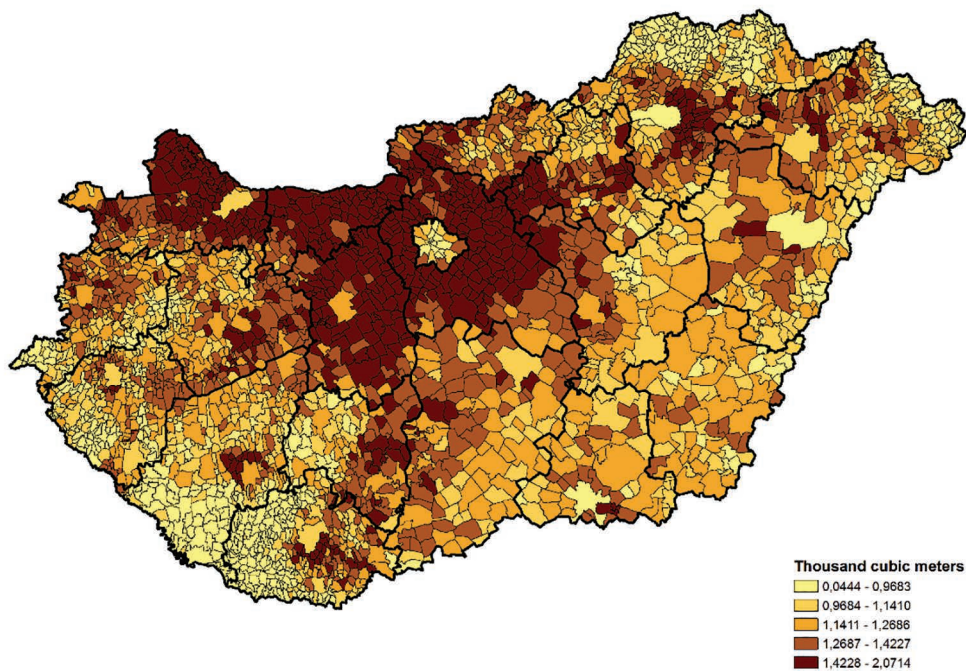 Thousand cubic meters
0,0444 - 0,9683
0,9684 - 1,1410
1,1411 - 1,2686
1,2687 - 1,4227
1,4228 - 2,0714